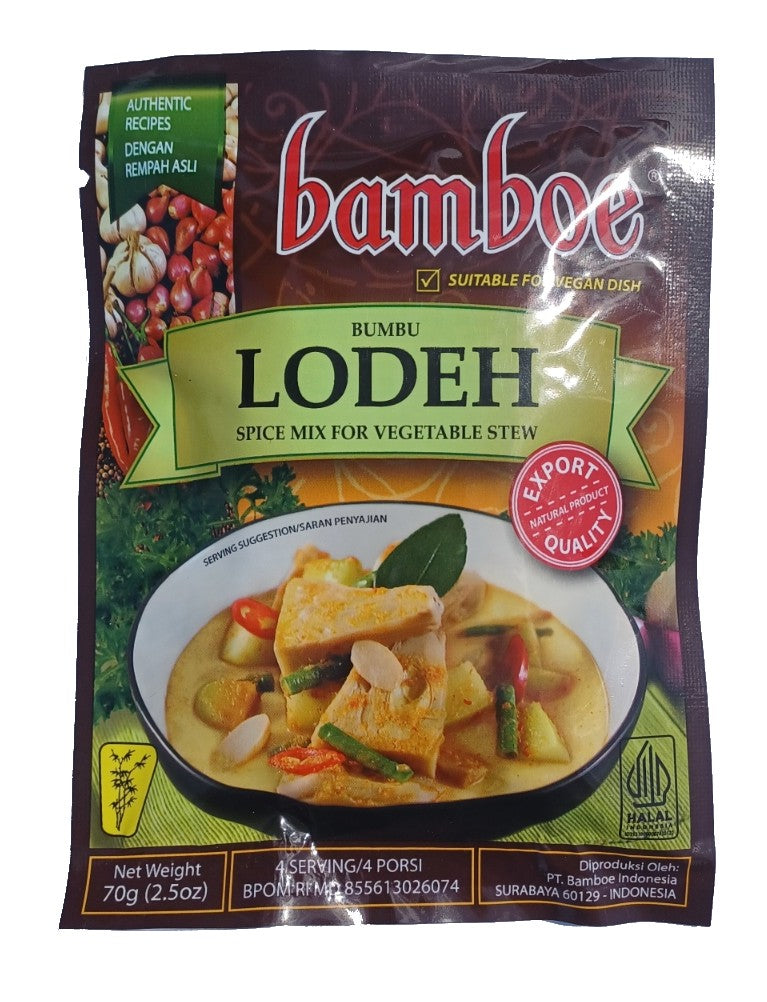 AUTHENTIC
RECIPES
DENGAN
REMPAH ASLI
bamboe®
SUITABLE FOR VEGAN DISH
BUMBU
LODEH
SPICE MIX FOR VEGETABLE STEW
EXPORT
NATURAL PRODUCT
QUALITY
SERVING SUGGESTION/SARAN PENYAJIAN
HALAL
INDONESIA
Net Weight
70g (2.5oz)
4 SERVING/4 PORSI
BPOM RI MD 855613026074
Diproduksi Oleh:
PT. Bamboe Indonesia
SURABAYA 60129 - INDONESIA